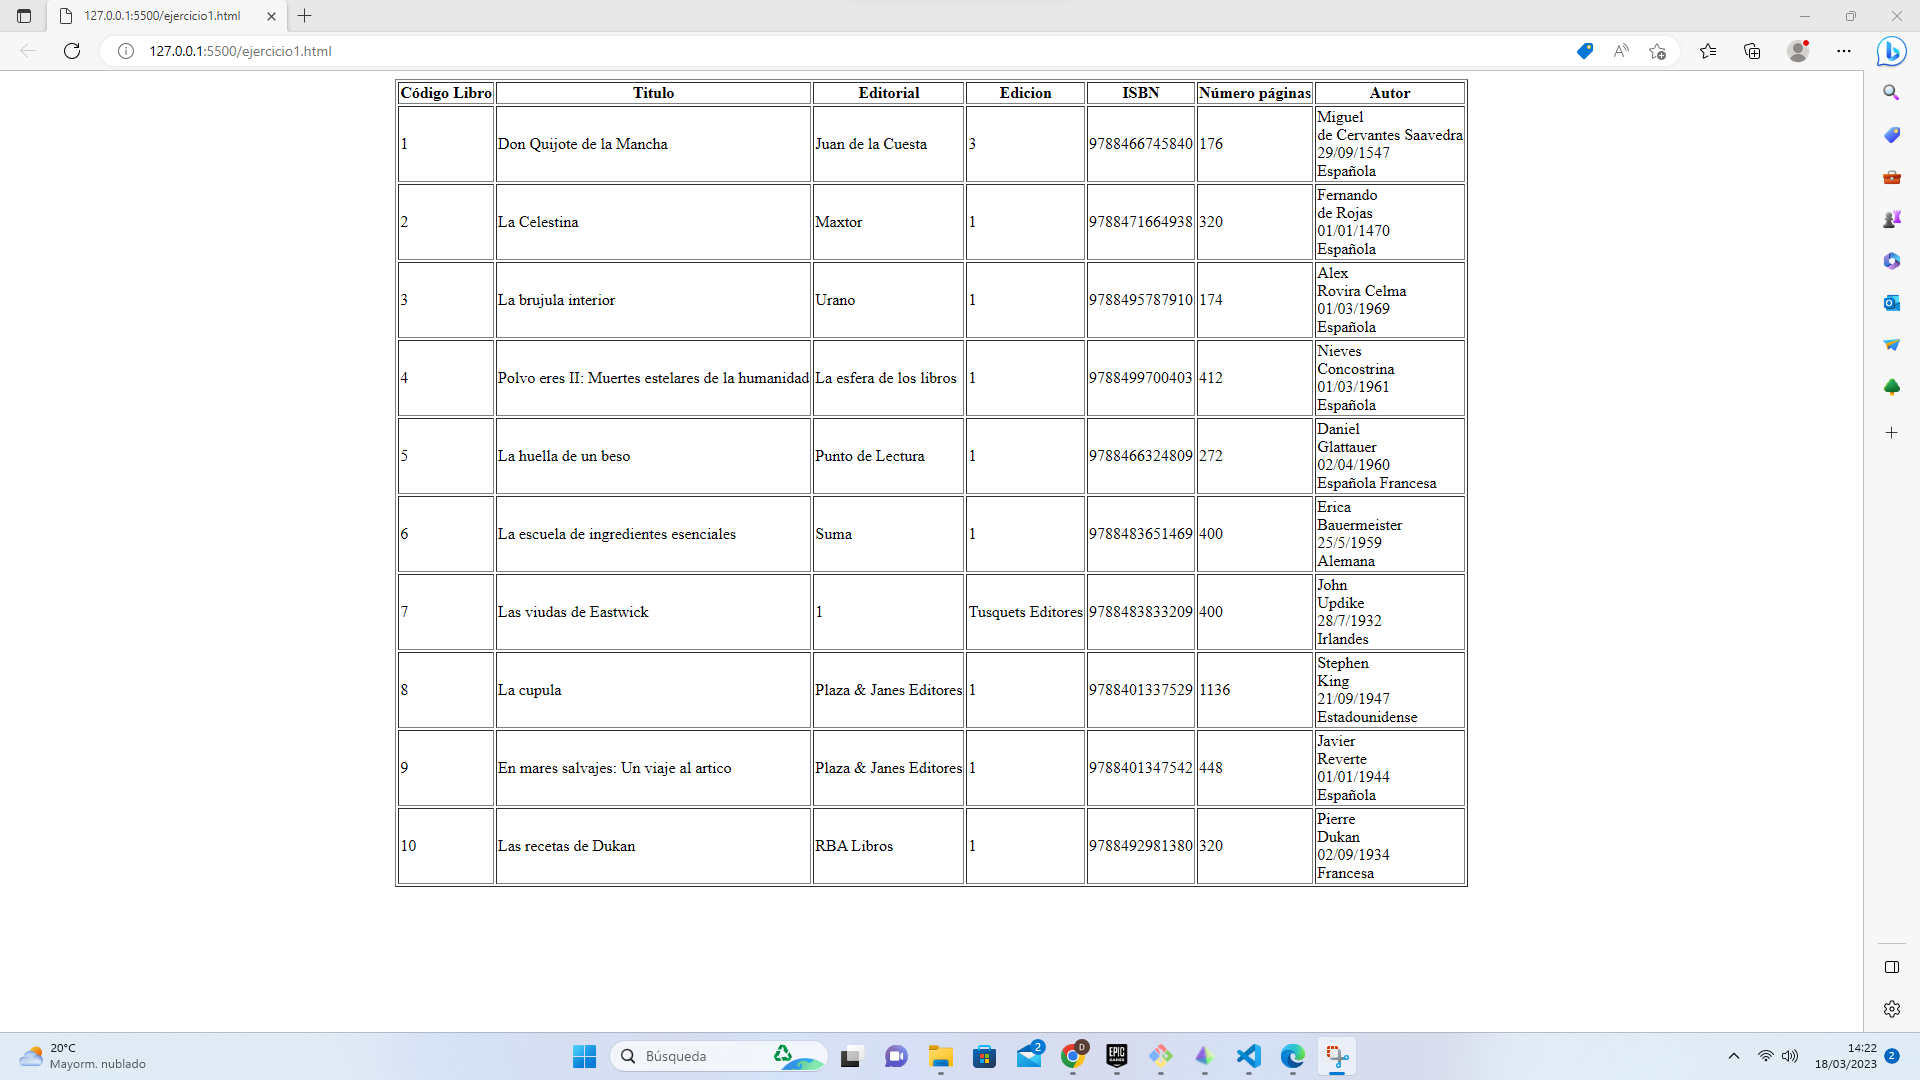 127.0.0.1:5500/ejercicio1.html
127.0.0.1:5500/ejercicio1.html
Código Libro Titulo Editorial Edicion ISBN Número páginas Autor
1 Don Quijote de la Mancha Juan de la Cuesta 3 9788466745840 176 Miguel
de Cervantes Saavedra
29/09/1547
Española
2 La Celestina Maxtor 1 9788471664938 320 Fernando
de Rojas
01/01/1470
Española
3 La brujula interior Urano 1 9788495787910 174 Alex
Rovira Celma
01/03/1969
Española
4 Polvo eres II: Muertes estelares de la humanidad La esfera de los libros 1 9788499700403 412 Nieves
Concostrina
01/03/1961
Española
5 La huella de un beso Punto de Lectura 1 9788466324809 272 Daniel
Glattauer
02/04/1960
Española Francesa
6 La escuela de ingredientes esenciales Suma 1 9788483651469 400 Erica
Bauermeister
25/5/1959
Alemana
7 Las viudas de Eastwick 1 Tusquets Editores 9788483833209 400 John
Updike
28/7/1932
Irlandes
8 La cupula Plaza & Janes Editores 1 9788401337529 1136 Stephen
King
21/09/1947
Estadounidense
9 En mares salvajes: Un viaje al artico Plaza & Janes Editores 1 9788401347542 448 Javier
Reverte
01/01/1944
Española
10 Las recetas de Dukan RBA Libros 1 9788492981380 320 Pierre
Dukan
02/09/1934
Francesa
20°C
Mayorm. nublado
Búsqueda
2
D
EPIC
GAMES
14:22
18/03/2023
2